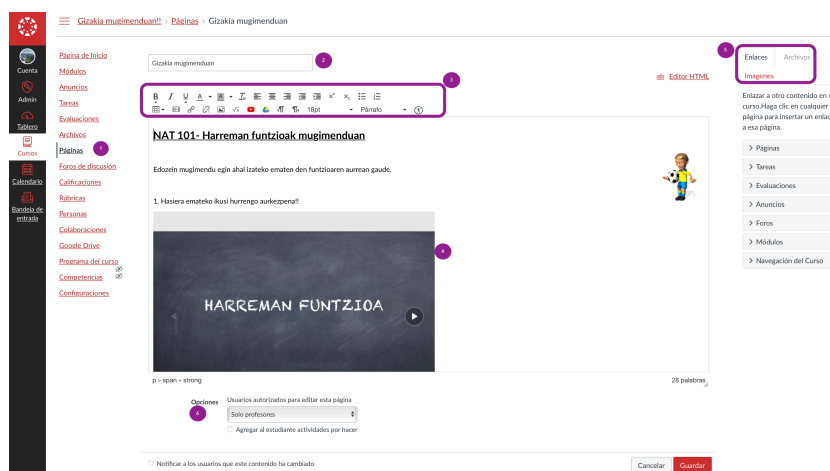 Gizakia mugimenduan!! › Páginas › Gizakia mugimenduan
Cuenta
Admin
Tablero
Cursos
Calendario
Bandeja de
entrada
Página de Inicio
Módulos
Anuncios
Tareas
Evaluaciones
Archivos
Páginas 1
Foros de discusión
Calificaciones
Rúbricas
Personas
Colaboraciones
Google Drive
Programa del curso
Competencias
Configuraciones
Gizakia mugimenduan 2
3
Editor HTML
18pt Párrafo
NAT 101- Harreman funtzioak mugimenduan
Edozein mugimendu egin ahal izateko ematen den funtzioaren aurrean gaude.
1. Hasiera emateko ikusi hurrengo aurkezpena!!
4
HARREMAN FUNTZIOA
p » span » strong 28 palabras
Opciones Usuarios autorizados para editar esta página
6 Solo profesores
Agregar al estudiante actividades por hacer
Notificar a los usuarios que este contenido ha cambiado
Cancelar Guardar
5
Enlaces Archivos
Imagenes
Enlazar a otro contenido en
curso.Haga clic en cualquier
página para insertar un enlac
a esa página.
Páginas
Tareas
Evaluaciones
Anuncios
Foros
Módulos
Navegación del Curso